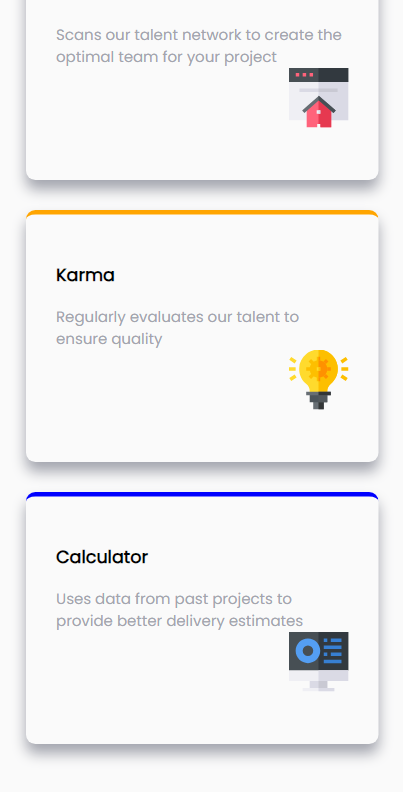 Scans our talent network to create the
optimal team for your project
Karma
Regularly evaluates our talent to
ensure quality
Calculator
Uses data from past projects to
provide better delivery estimates